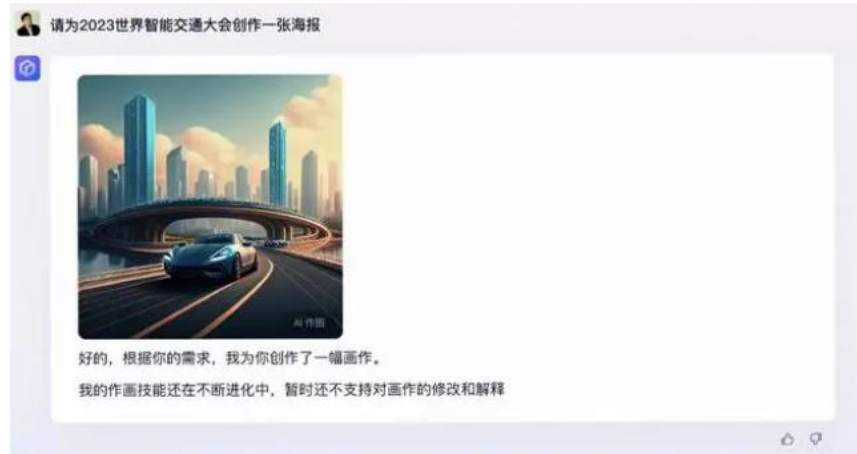 请为2023世界智能交通大会创作一张海报
AI 作图
好的，根据你的需求，我为你创作了一幅画作。
我的作画技能还在不断进化中，暂时还不支持对画作的修改和解释